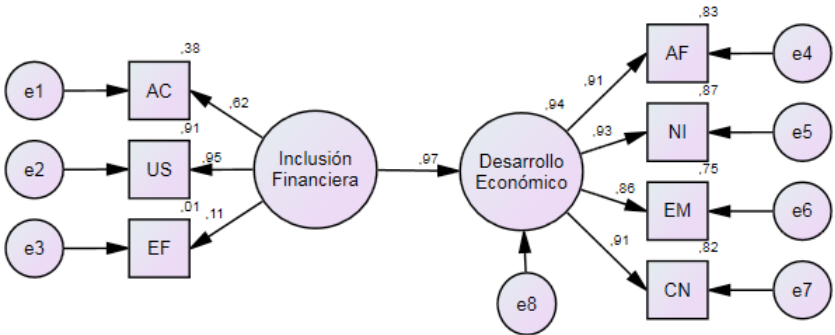 ,38
e1
AC
,62
,91
e2
US
,95
,01
e3
EF
,11
Inclusión
Financiera
,97
,94
Desarrollo
Económico
e8
,83
,91
AF
e4
,87
,93
NI
e5
,75
,86
EM
e6
,82
,91
CN
e7